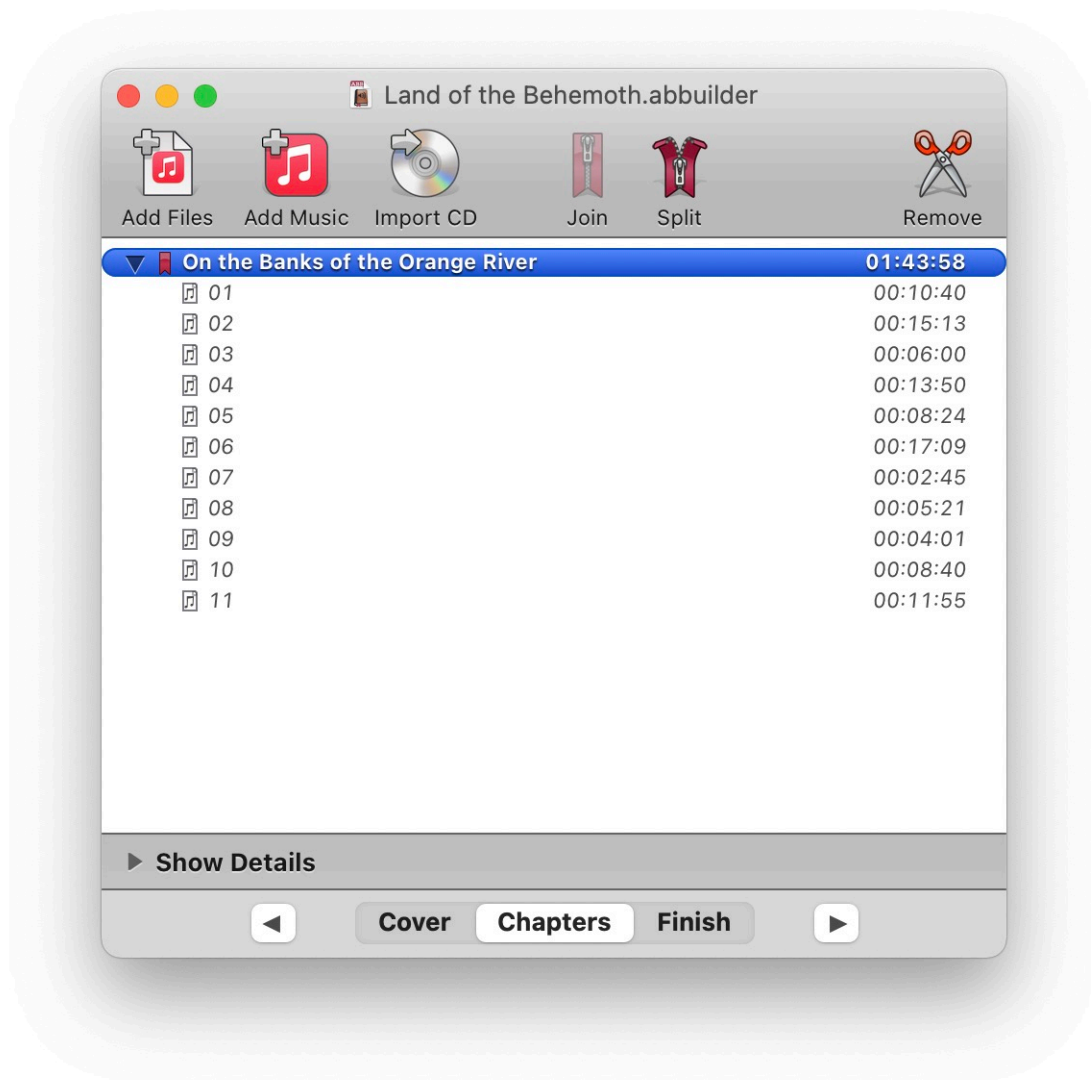 Land of the Behemoth.abbuilder
Add Files Add Music Import CD Join Split Remove
On the Banks of the Orange River 01:43:58
01 00:10:40
02 00:15:13
03 00:06:00
04 00:13:50
05 00:08:24
06 00:17:09
07 00:02:45
08 00:05:21
09 00:04:01
10 00:08:40
11 00:11:55
Show Details
Cover Chapters Finish